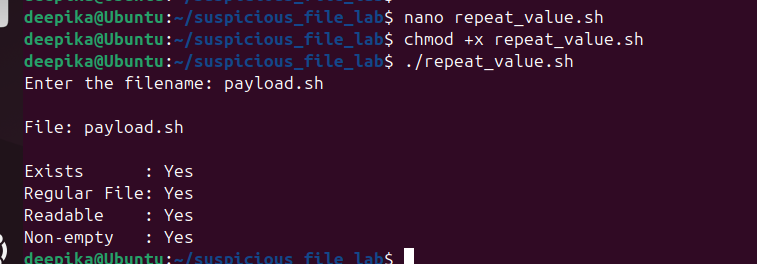 deepika@Ubuntu:~/suspicious_file_lab$ nano repeat_value.sh
deepika@Ubuntu:~/suspicious_file_lab$ chmod +x repeat_value.sh
deepika@Ubuntu:~/suspicious_file_lab$ ./repeat_value.sh
Enter the filename: payload.sh

File: payload.sh

Exists      : Yes
Regular File: Yes
Readable    : Yes
Non-empty   : Yes
deepika@Ubuntu:~/suspicious_file_lab$